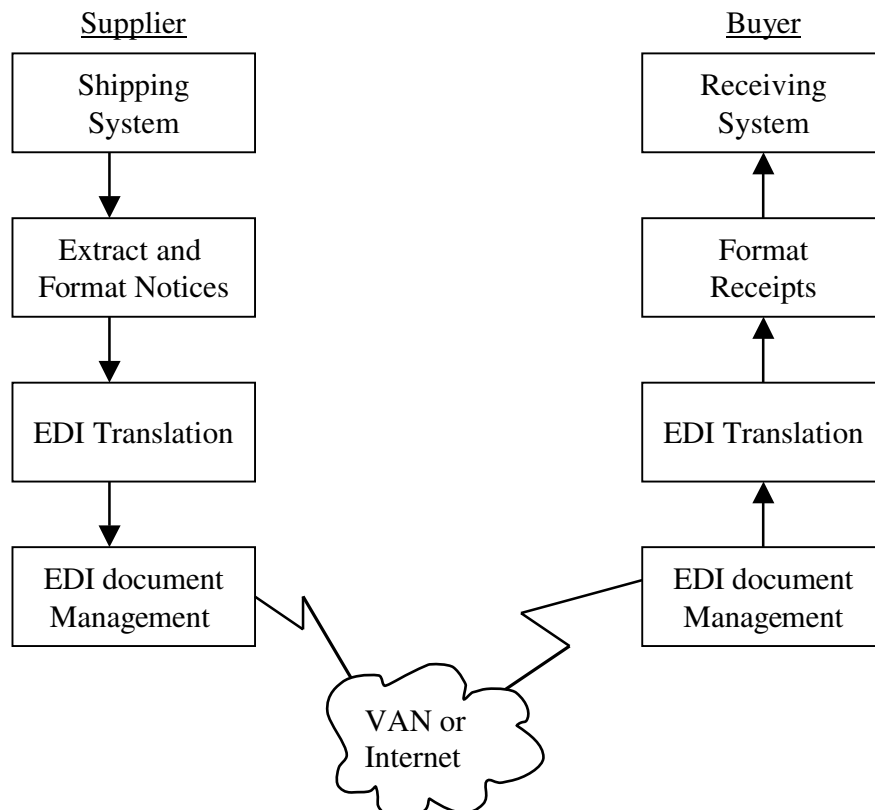 Supplier
Shipping
System
Extract and
Format Notices
EDI Translation
EDI document
Management
VAN or
Internet
Buyer
Receiving
System
Format
Receipts
EDI Translation
EDI document
Management